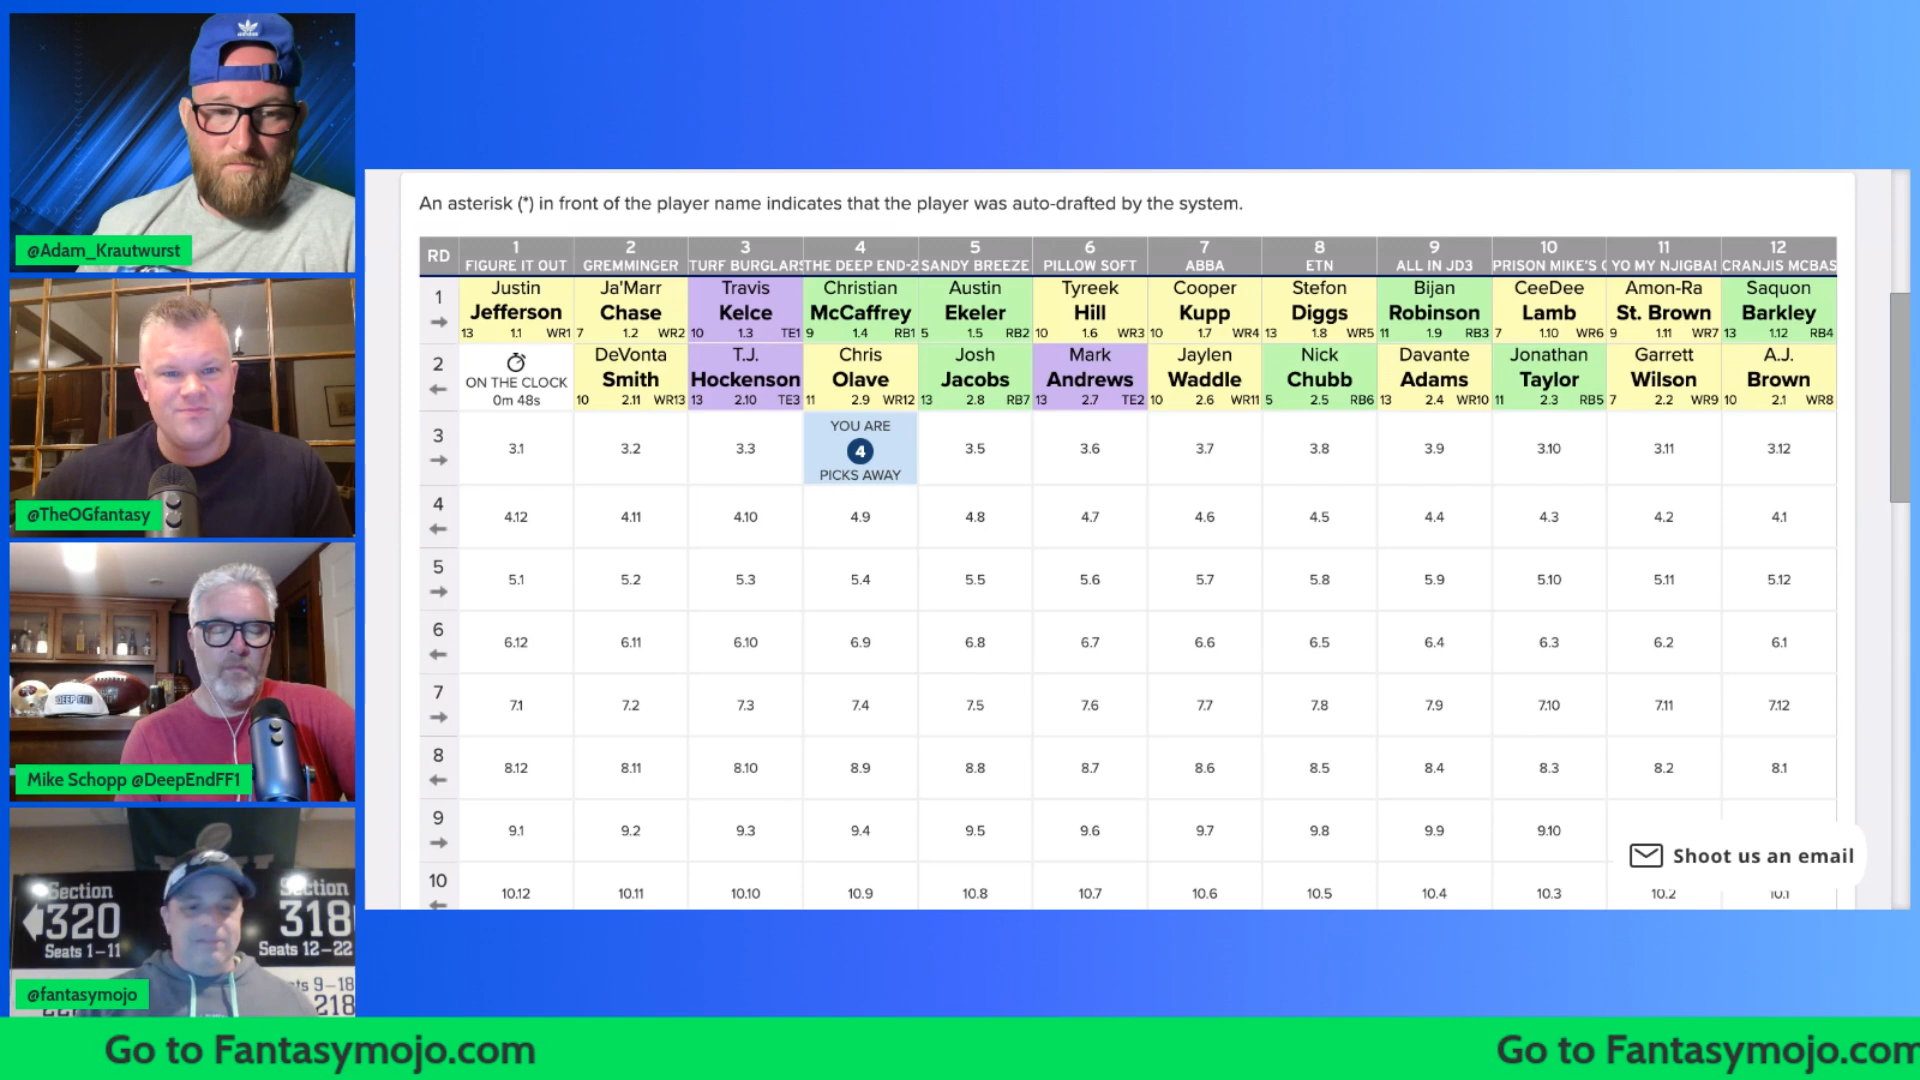 @Adam_Krautwurst
@TheOGfantasy
DEEP END
Mike Schopp @DeepEndFF1
Section
320
Seats 1-11
Section
318
Seats 12-22
Seats 9-18
218
@fantasymojo
An asterisk (*) in front of the player name indicates that the player was auto-drafted by the system.
RD 1 2 3 4 5 6 7 8 9 10 11 12
FIGURE IT OUT GREMMINGER TURF BURGLARS THE DEEP END-2 SANDY BREEZE PILLOW SOFT ABBA ETN ALL IN JD3 PRISON MIKE'S ( YO MY NJIGBA! CRANJIS MCBAS
1 Justin Ja'Marr Travis Christian Austin Tyreek Cooper Stefon Bijan CeeDee Amon-Ra Saquon
Jefferson Chase Kelce McCaffrey Ekeler Hill Kupp Diggs Robinson Lamb St. Brown Barkley
13 1.1 WR1 7 1.2 WR2 10 1.3 TE1 9 1.4 RB1 5 1.5 RB2 10 1.6 WR3 10 1.7 WR4 13 1.8 WR5 11 1.9 RB3 7 1.10 WR6 9 1.11 WR7 13 1.12 RB4
2 DeVonta T.J. Chris Josh Mark Jaylen Nick Davante Jonathan Garrett A.J.
ON THE CLOCK Smith Hockenson Olave Jacobs Andrews Waddle Chubb Adams Taylor Wilson Brown
0m 48s 10 2.11 WR13 13 2.10 TE3 11 2.9 WR12 13 2.8 RB7 13 2.7 TE2 10 2.6 WR11 5 2.5 RB6 13 2.4 WR10 11 2.3 RB5 7 2.2 WR9 10 2.1 WR8
YOU ARE
3 3.1 3.2 3.3 4 3.5 3.6 3.7 3.8 3.9 3.10 3.11 3.12
PICKS AWAY
4 4.12 4.11 4.10 4.9 4.8 4.7 4.6 4.5 4.4 4.3 4.2 4.1
5 5.1 5.2 5.3 5.4 5.5 5.6 5.7 5.8 5.9 5.10 5.11 5.12
6 6.12 6.11 6.10 6.9 6.8 6.7 6.6 6.5 6.4 6.3 6.2 6.1
7 7.1 7.2 7.3 7.4 7.5 7.6 7.7 7.8 7.9 7.10 7.11 7.12
8 8.12 8.11 8.10 8.9 8.8 8.7 8.6 8.5 8.4 8.3 8.2 8.1
9 9.1 9.2 9.3 9.4 9.5 9.6 9.7 9.8 9.9 9.10
10 10.12 10.11 10.10 10.9 10.8 10.7 10.6 10.5 10.4 10.3 10.2 10.1
Shoot us an email
Go to Fantasymojo.com
Go to Fantasymojo.com